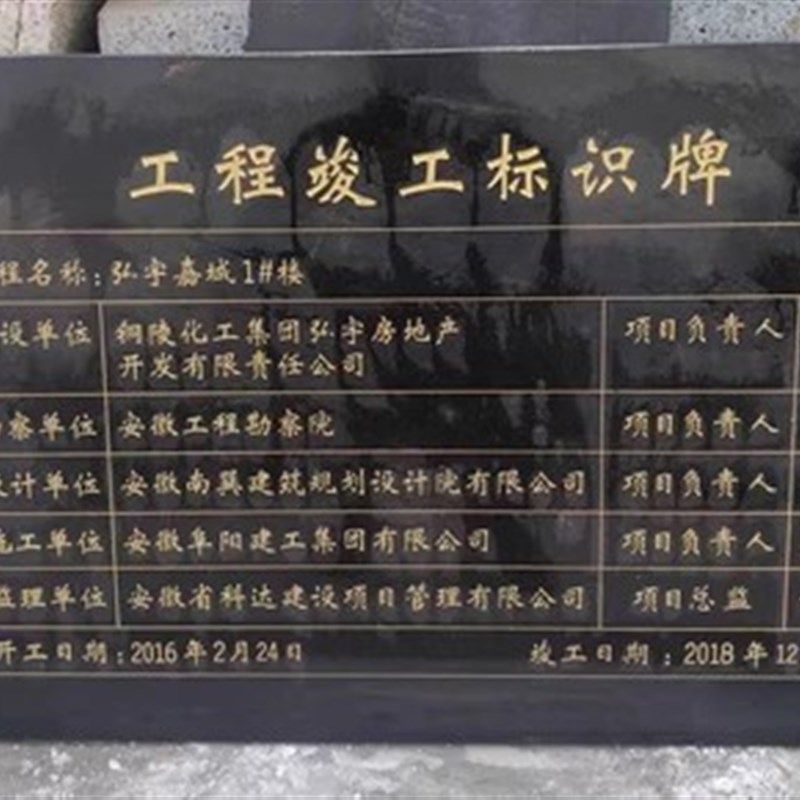 工程竣工标识牌
程名称:弘宇嘉城1#楼
设单位 铜陵化工集团弘宇房地产 项目负责人
开发有限责任公司
察单位 安徽工程勘察院 项目负责人
设计单位 安徽南巽建筑规划设计院有限公司 项目负责人
施工单位 安徽阜阳建工集团有限公司 项目负责人
监理单位 安徽省科达建设项目管理有限公司 项目总监
开工日期:2016年2月24日 竣工日期:2018年12